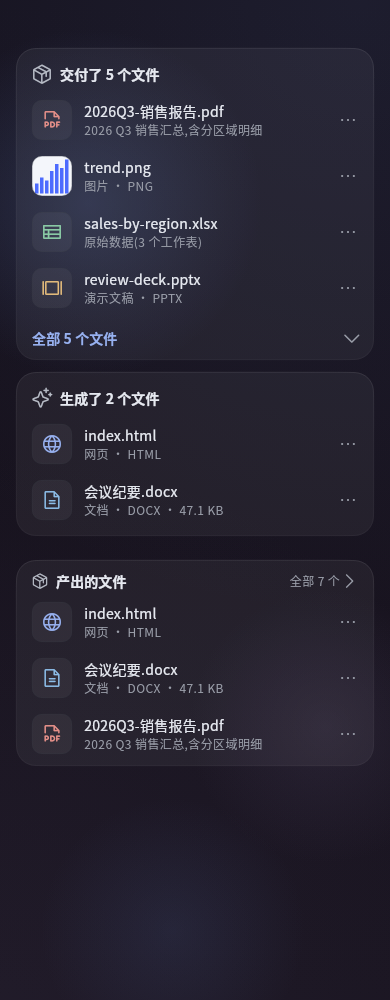 交付了 5 个文件
PDF
2026Q3-销售报告.pdf
2026 Q3 销售汇总,含分区域明细
trend.png
图片 · PNG
sales-by-region.xlsx
原始数据(3 个工作表)
review-deck.pptx
演示文稿 · PPTX
全部 5 个文件
生成了 2 个文件
index.html
网页 · HTML
会议纪要.docx
文档 · DOCX · 47.1 KB
产出的文件
全部 7 个
index.html
网页 · HTML
会议纪要.docx
文档 · DOCX · 47.1 KB
PDF
2026Q3-销售报告.pdf
2026 Q3 销售汇总,含分区域明细